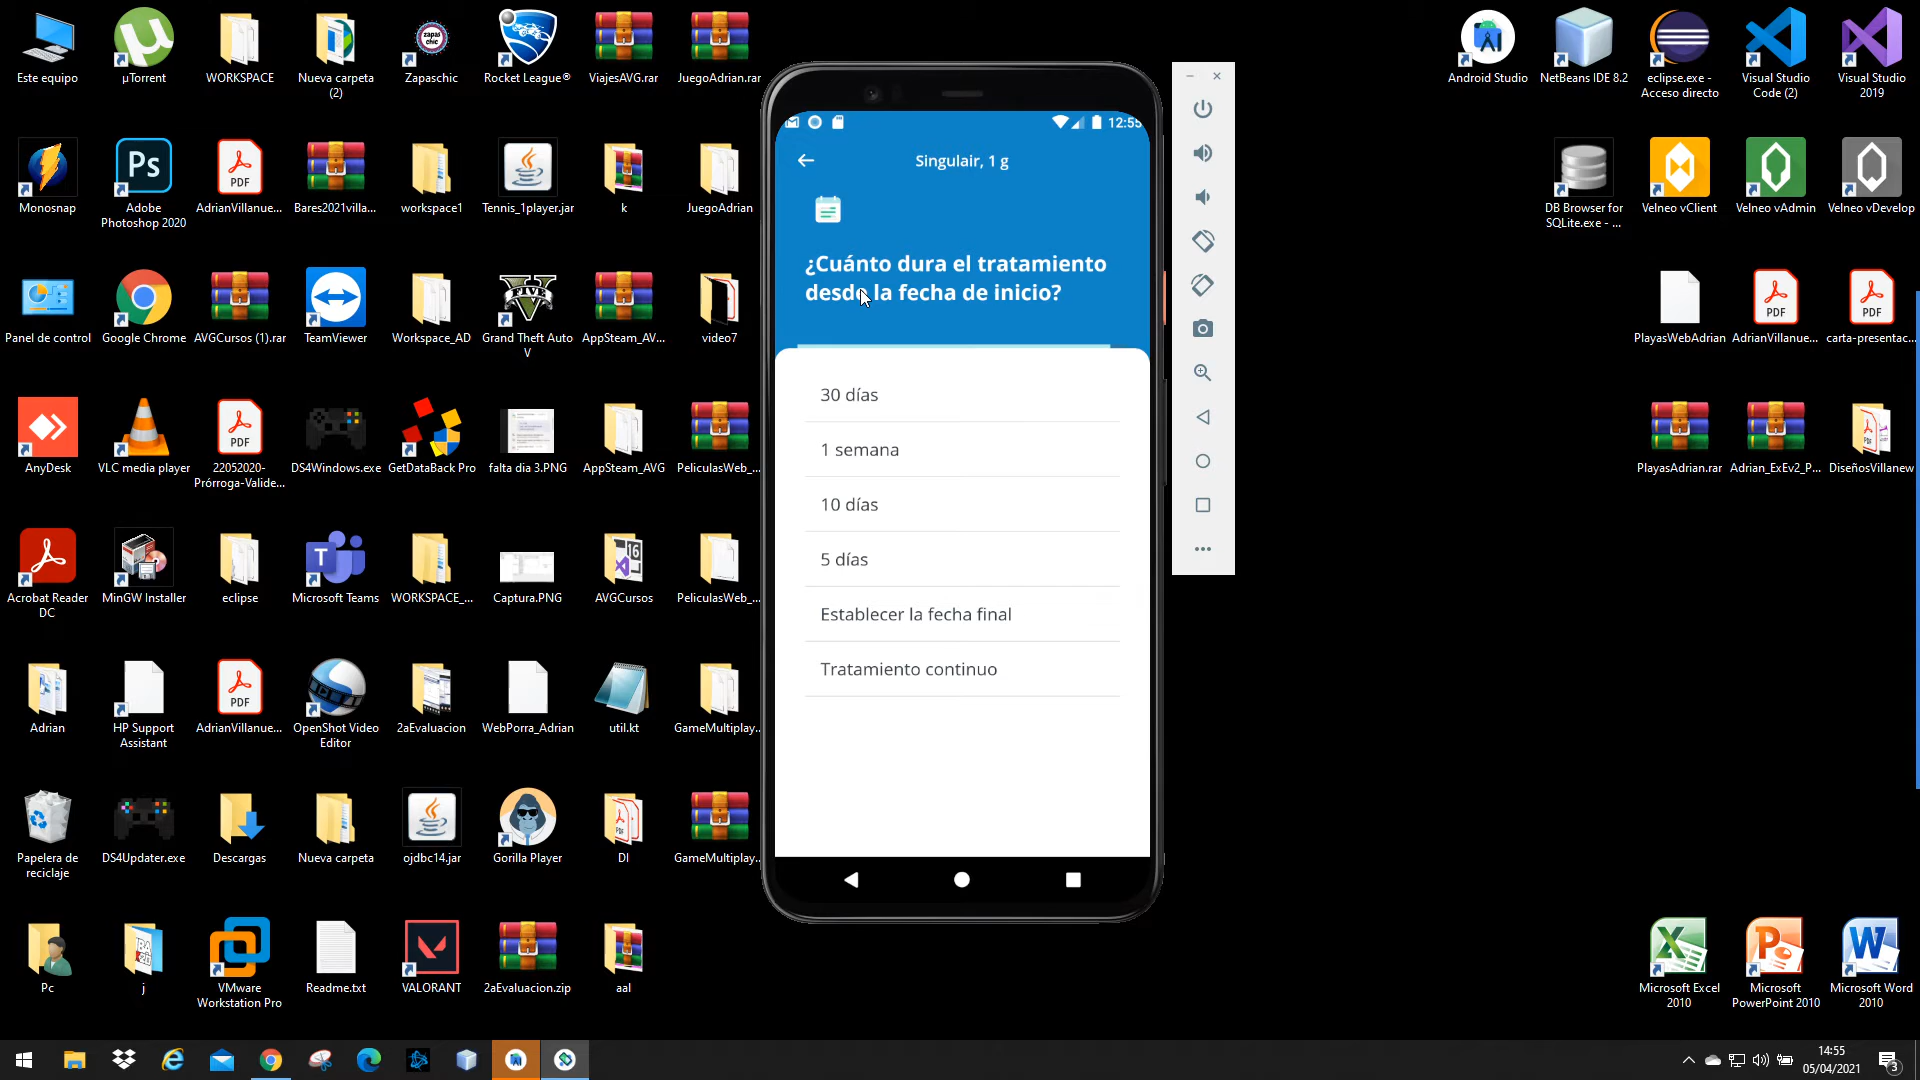 Este equipo
µTorrent
WORKSPACE
Nueva carpeta
(2)
Zapaschic
Rocket League®
ViajesAVG.rar
JuegoAdrian.rar
Android Studio
NetBeans IDE 8.2
eclipse.exe -
Acceso directo
Visual Studio
Code (2)
Visual Studio
2019
12:55
Singulair, 1 g
¿Cuánto dura el tratamiento
desde la fecha de inicio?
30 días
1 semana
10 días
5 días
Establecer la fecha final
Tratamiento continuo
Monosnap
Adobe
Photoshop 2020
AdrianVillanue...
Bares2021villa...
workspace1
Tennis_1player.jar
k
JuegoAdrian
DB Browser for
SQLite.exe - ...
Velneo vClient
Velneo vAdmin
Velneo vDevelop
Panel de control
Google Chrome
AVGCursos (1).rar
TeamViewer
Workspace_AD
Grand Theft Auto
V
AppSteam_AV...
video7
PlayasWebAdrian
AdrianVillanue...
carta-presentac...
AnyDesk
VLC media player
22052020-
Prórroga-Valide...
DS4Windows.exe
GetDataBack Pro
falta dia 3.PNG
AppSteam_AVG
PeliculasWeb_...
PlayasAdrian.rar
Adrian_ExEv2_P...
DiseñosVillanew
Acrobat Reader
DC
MinGW Installer
eclipse
Microsoft Teams
WORKSPACE_...
Captura.PNG
AVGCursos
PeliculasWeb_
Adrian
HP Support
Assistant
AdrianVillanue...
OpenShot Video
Editor
2aEvaluacion
WebPorra_Adrian
util.kt
GameMultiplay...
Papelera de
reciclaje
DS4Updater.exe
Descargas
Nueva carpeta
ojdbc14.jar
Gorilla Player
DI
GameMultiplay...
Pc
j
VMware
Workstation Pro
Readme.txt
VALORANT
2aEvaluacion.zip
aal
Microsoft Excel
2010
Microsoft
PowerPoint 2010
Microsoft Word
2010
14:55
05/04/2021
3